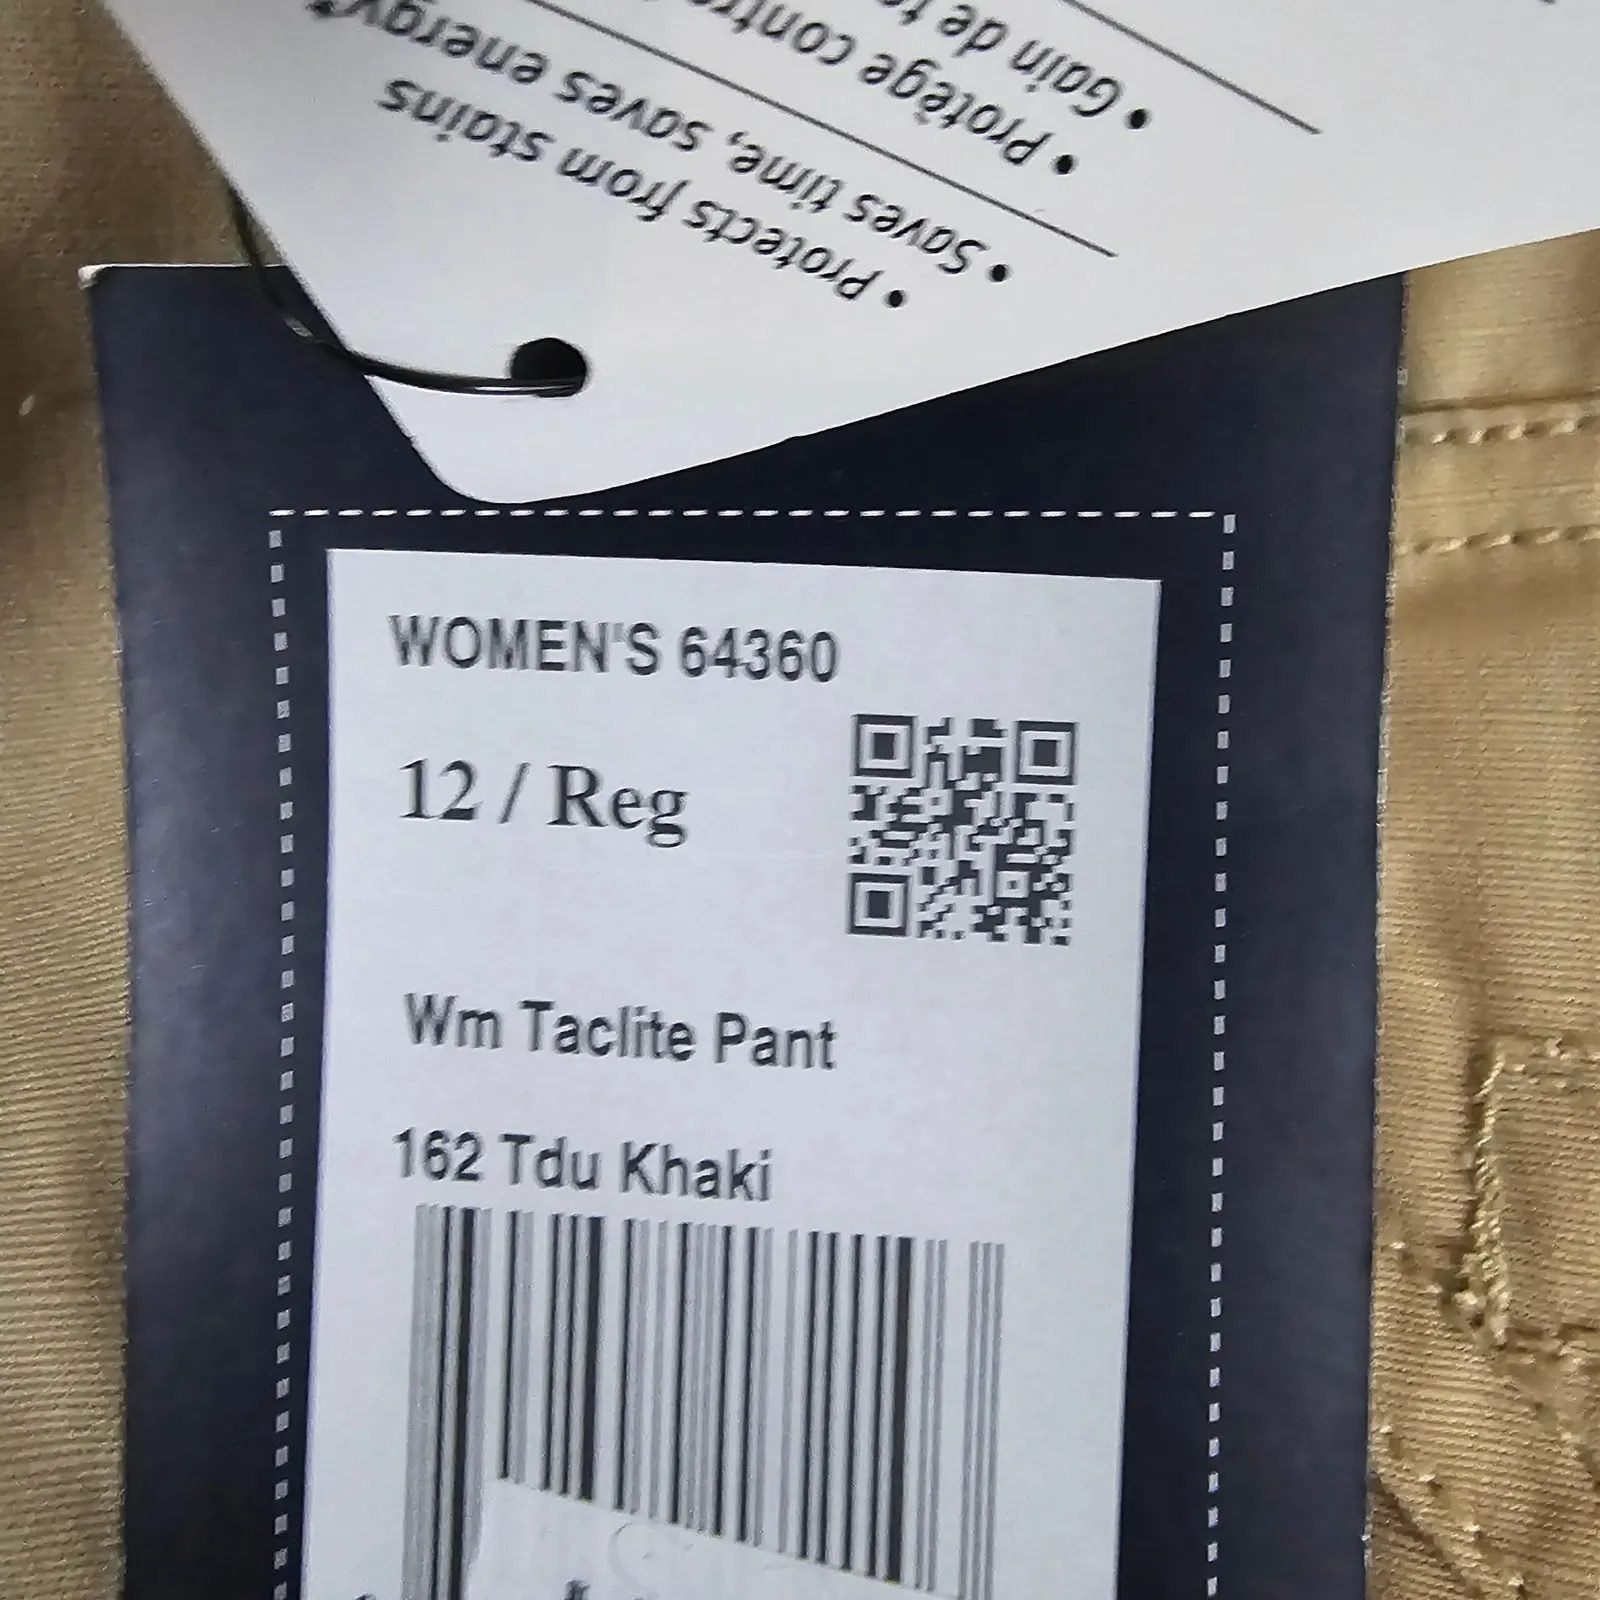 • Protects from stains
• Saves time, saves energy*
• Protège contre
• Gain de
WOMEN'S 64360
12 / Reg
Wm Taclite Pant
162 Tdu Khaki